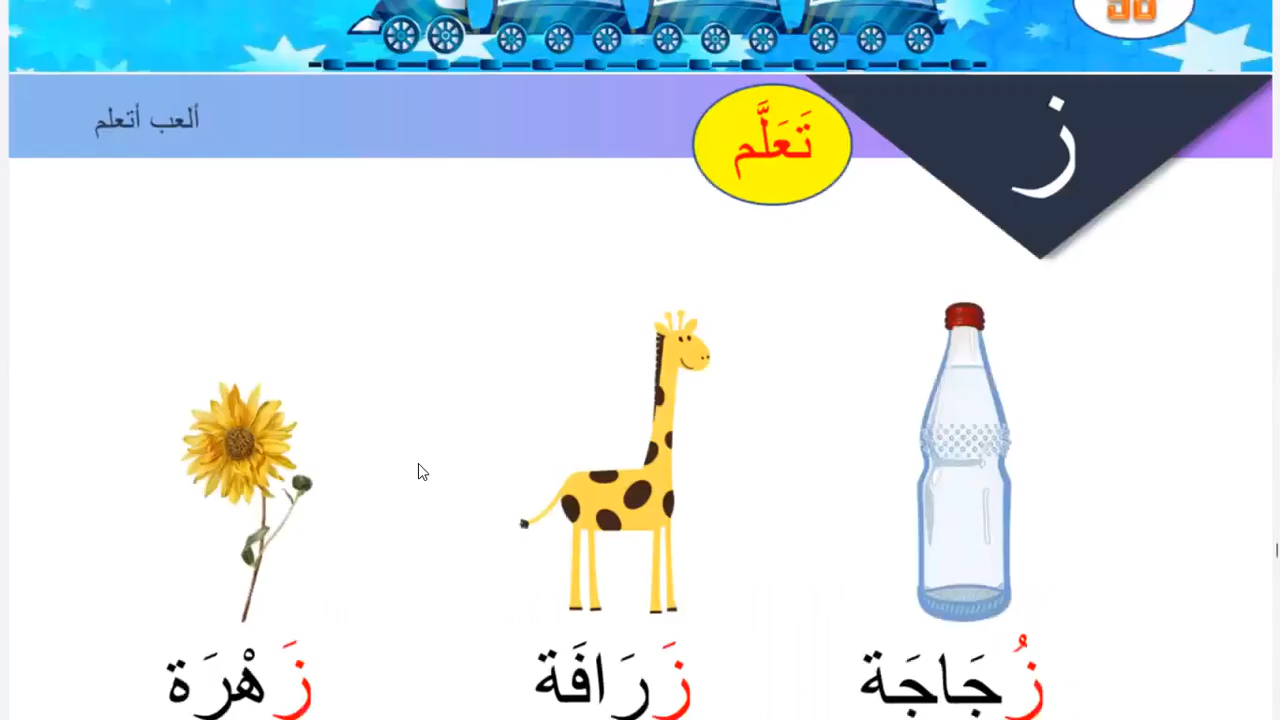 ز
تَعَلَّم
ألعب أتعلم
زُجَاجَة
زَرَافَة
زَهْرَة